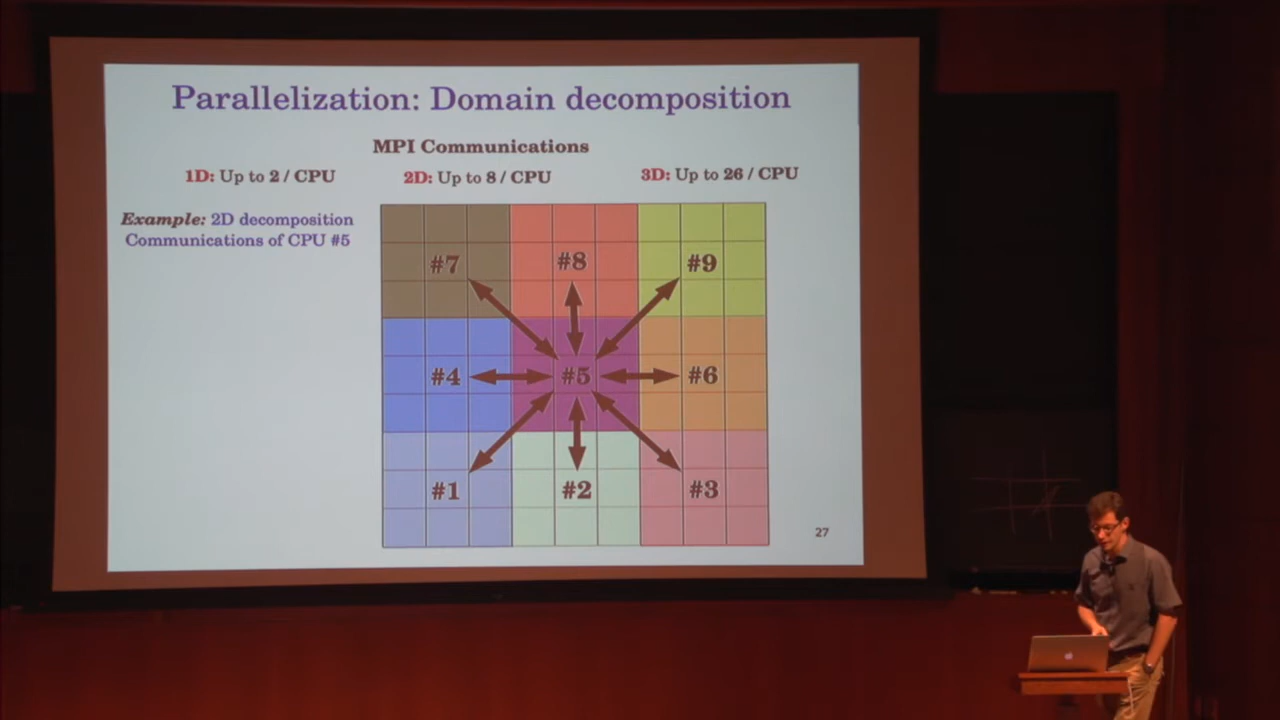 Parallelization: Domain decomposition
MPI Communications
1D: Up to 2 / CPU
2D: Up to 8 / CPU
3D: Up to 26 / CPU
Example: 2D decomposition
Communications of CPU #5
#7
#8
#9
#4
#5
#6
#1
#2
#3
27